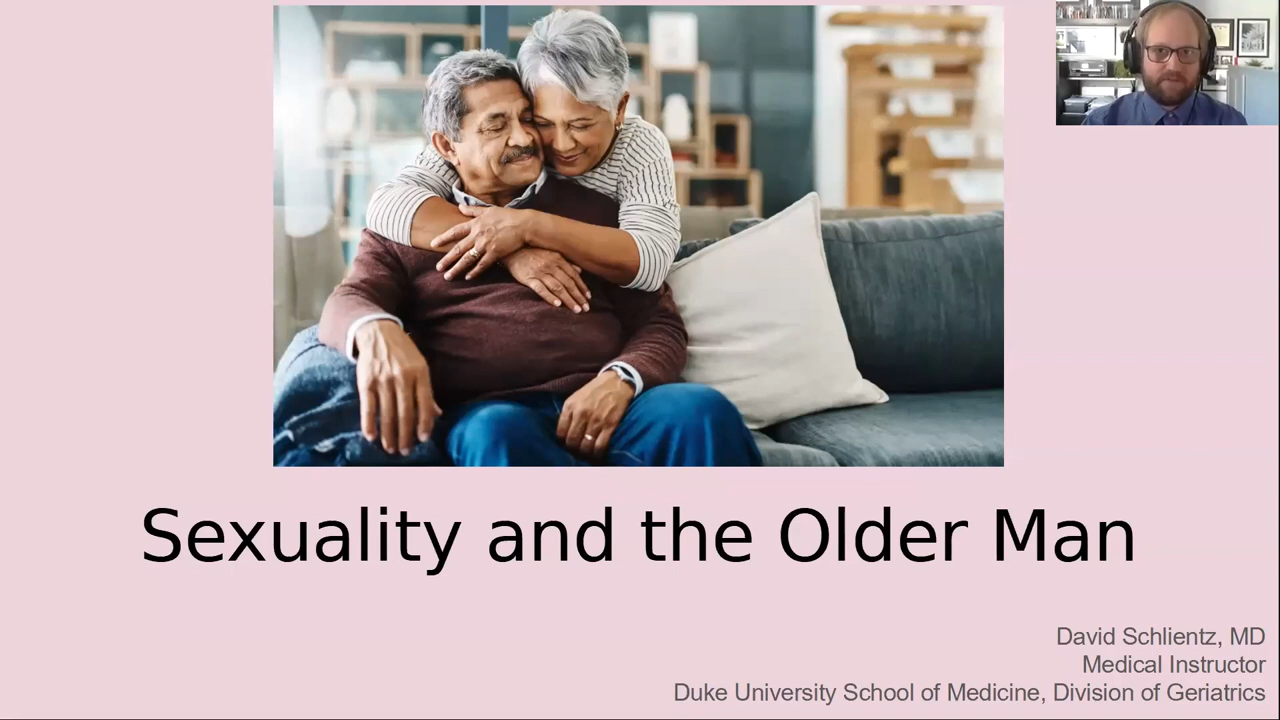 Sexuality and the Older Man
David Schlientz, MD
Medical Instructor
Duke University School of Medicine, Division of Geriatrics